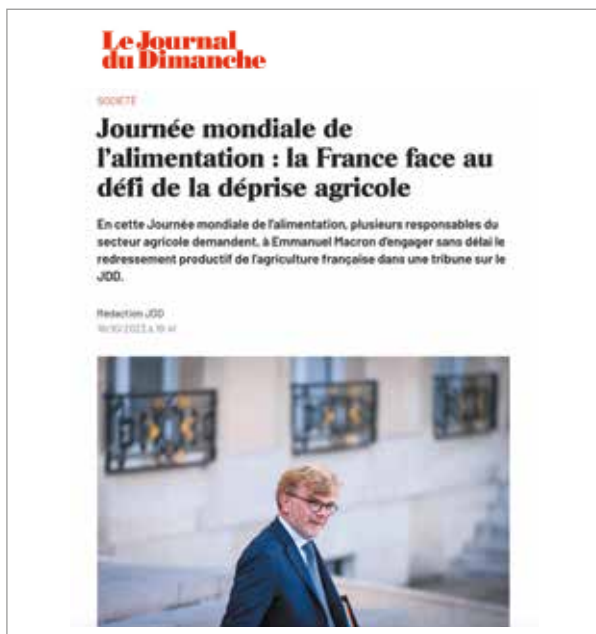 Le Journal
du Dimanche
SOCIÉTÉ
Journée mondiale de
l'alimentation : la France face au
défi de la déprise agricole
En cette Journée mondiale de l'alimentation, plusieurs responsables du
secteur agricole demandent, à Emmanuel Macron d'engager sans délai le
redressement productif de l'agriculture française dans une tribune sur le
JDD.
Rédaction JDD